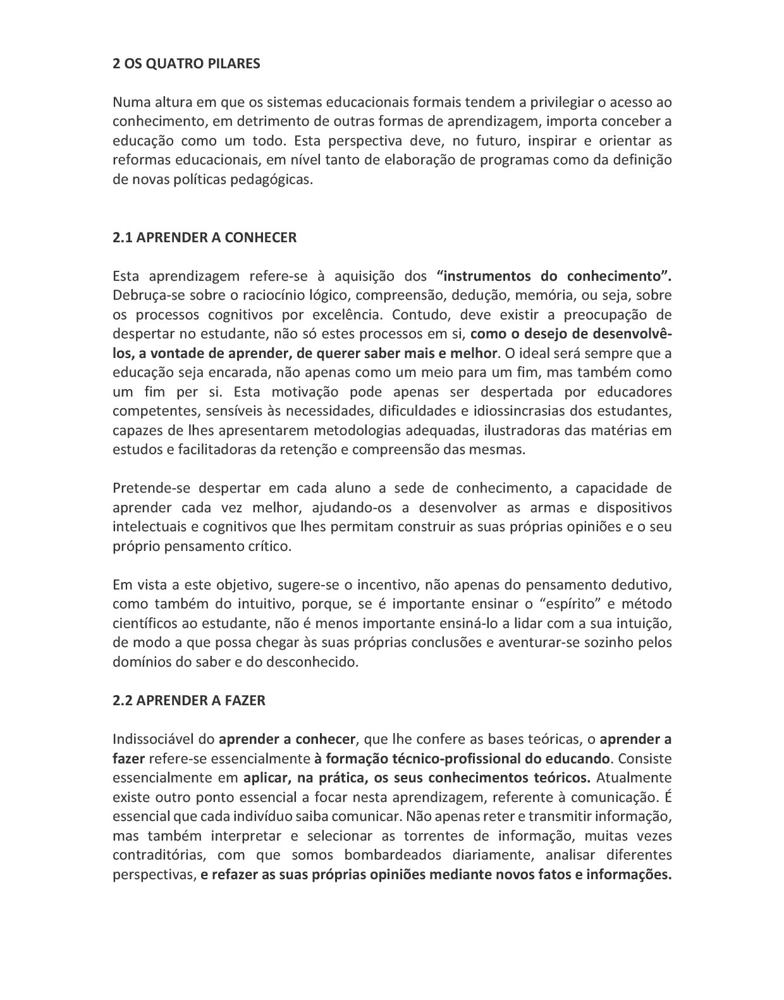 2 OS QUATRO PILARES
Numa altura em que os sistemas educacionais formais tendem a privilegiar o acesso ao
conhecimento, em detrimento de outras formas de aprendizagem, importa conceber a
educação como um todo. Esta perspectiva deve, no futuro, inspirar e orientar as
reformas educacionais, em nível tanto de elaboração de programas como da definição
de novas políticas pedagógicas.
2.1 APRENDER A CONHECER
Esta aprendizagem refere-se à aquisição dos “instrumentos do conhecimento”.
Debruça-se sobre o raciocínio lógico, compreensão, dedução, memória, ou seja, sobre
os processos cognitivos por excelência. Contudo, deve existir a preocupação de
despertar no estudante, não só estes processos em si, como o desejo de desenvolvê-
los, a vontade de aprender, de querer saber mais e melhor. O ideal será sempre que a
educação seja encarada, não apenas como um meio para um fim, mas também como
um fim per si. Esta motivação pode apenas ser despertada por educadores
competentes, sensíveis às necessidades, dificuldades e idiossincrasias dos estudantes,
capazes de lhes apresentarem metodologias adequadas, ilustradoras das matérias em
estudos e facilitadoras da retenção e compreensão das mesmas.
Pretende-se despertar em cada aluno a sede de conhecimento, a capacidade de
aprender cada vez melhor, ajudando-os a desenvolver as armas e dispositivos
intelectuais e cognitivos que lhes permitam construir as suas próprias opiniões e o seu
próprio pensamento crítico.
Em vista a este objetivo, sugere-se o incentivo, não apenas do pensamento dedutivo,
como também do intuitivo, porque, se é importante ensinar o “espírito” e método
científicos ao estudante, não é menos importante ensiná-lo a lidar com a sua intuição,
de modo a que possa chegar às suas próprias conclusões e aventurar-se sozinho pelos
domínios do saber e do desconhecido.
2.2 APRENDER A FAZER
Indissociável do aprender a conhecer, que lhe confere as bases teóricas, o aprender a
fazer refere-se essencialmente à formação técnico-profissional do educando. Consiste
essencialmente em aplicar, na prática, os seus conhecimentos teóricos. Atualmente
existe outro ponto essencial a focar nesta aprendizagem, referente à comunicação. É
essencial que cada indivíduo saiba comunicar. Não apenas reter e transmitir informação,
mas também interpretar e selecionar as torrentes de informação, muitas vezes
contraditórias, com que somos bombardeados diariamente, analisar diferentes
perspectivas, e refazer as suas próprias opiniões mediante novos fatos e informações.